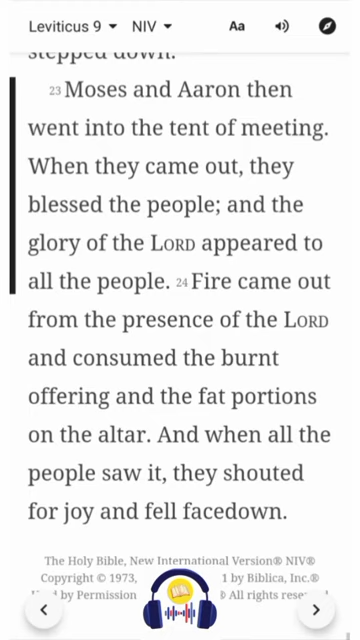 Leviticus 9 NIV Aa
stepped down.
23 Moses and Aaron then
went into the tent of meeting.
When they came out, they
blessed the people; and the
glory of the LORD appeared to
all the people. 24 Fire came out
from the presence of the LORD
and consumed the burnt
offering and the fat portions
on the altar. And when all the
people saw it, they shouted
for joy and fell facedown.
The Holy Bible, New International Version® NIV®
Copyright © 1973, 1 by Biblica, Inc.®
by Permission ® All rights